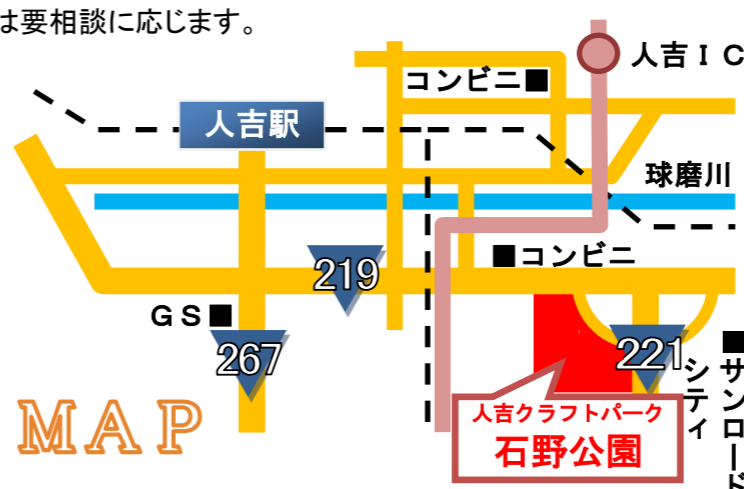 は要相談に応じます。
人吉ＩＣ
コンビニ■
人吉駅
球磨川
■コンビニ
219
ＧＳ■
267
221
■サンロード
シティ
人吉クラフトパーク
石野公園
ＭＡＰ